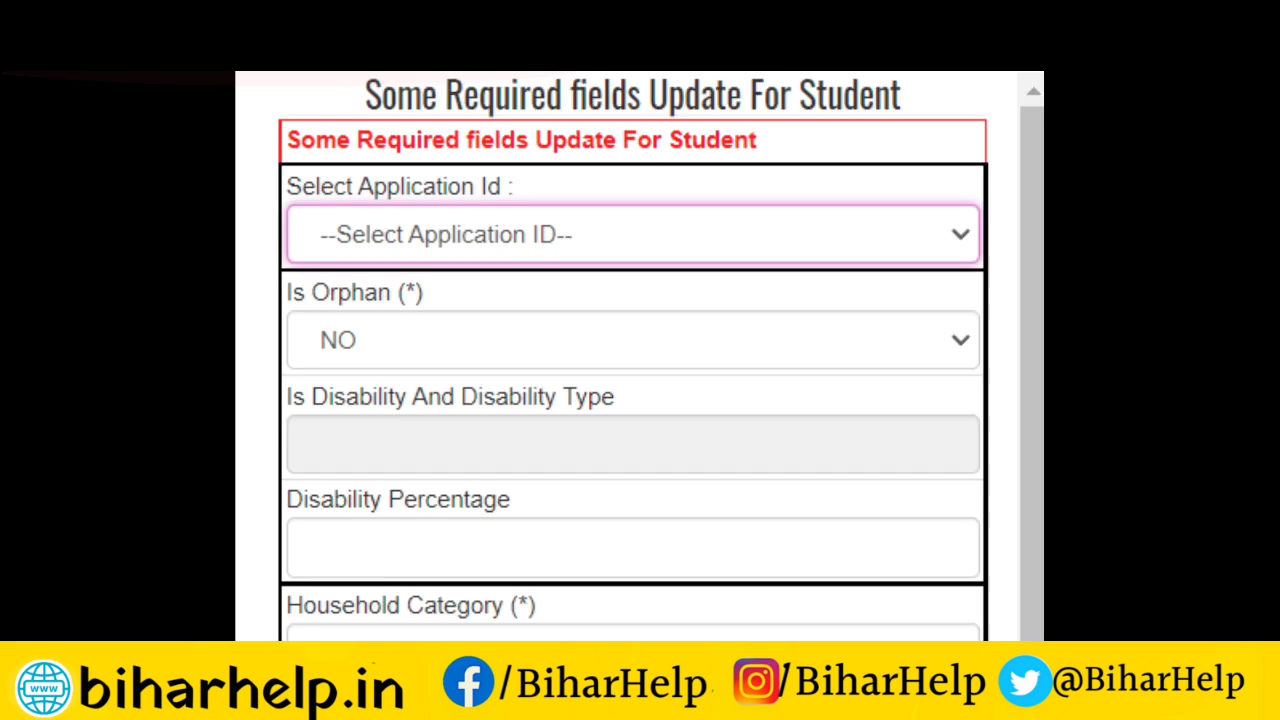 Some Required fields Update For Student
Some Required fields Update For Student
Select Application Id :
--Select Application ID--
Is Orphan (*)
NO
Is Disability And Disability Type
Disability Percentage
Household Category (*)
www biharhelp.in /BiharHelp /BiharHelp @BiharHelp